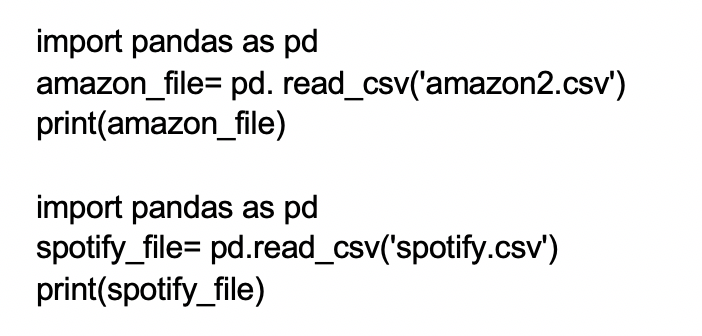 import pandas as pd
amazon_file= pd. read_csv('amazon2.csv')
print(amazon_file)
import pandas as pd
spotify_file= pd.read_csv('spotify.csv')
print(spotify_file)